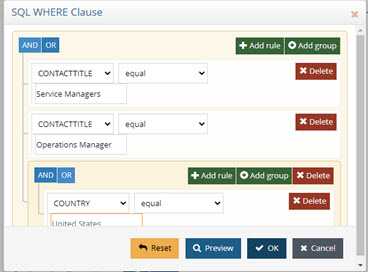 SQL WHERE Clause ×
AND OR + Add rule Add group
CONTACTTITLE equal × Delete
Service Managers
CONTACTTITLE equal × Delete
Operations Manager
AND OR + Add rule Add group × Delete
COUNTRY equal × Delete
United States
Reset Preview OK × Cancel